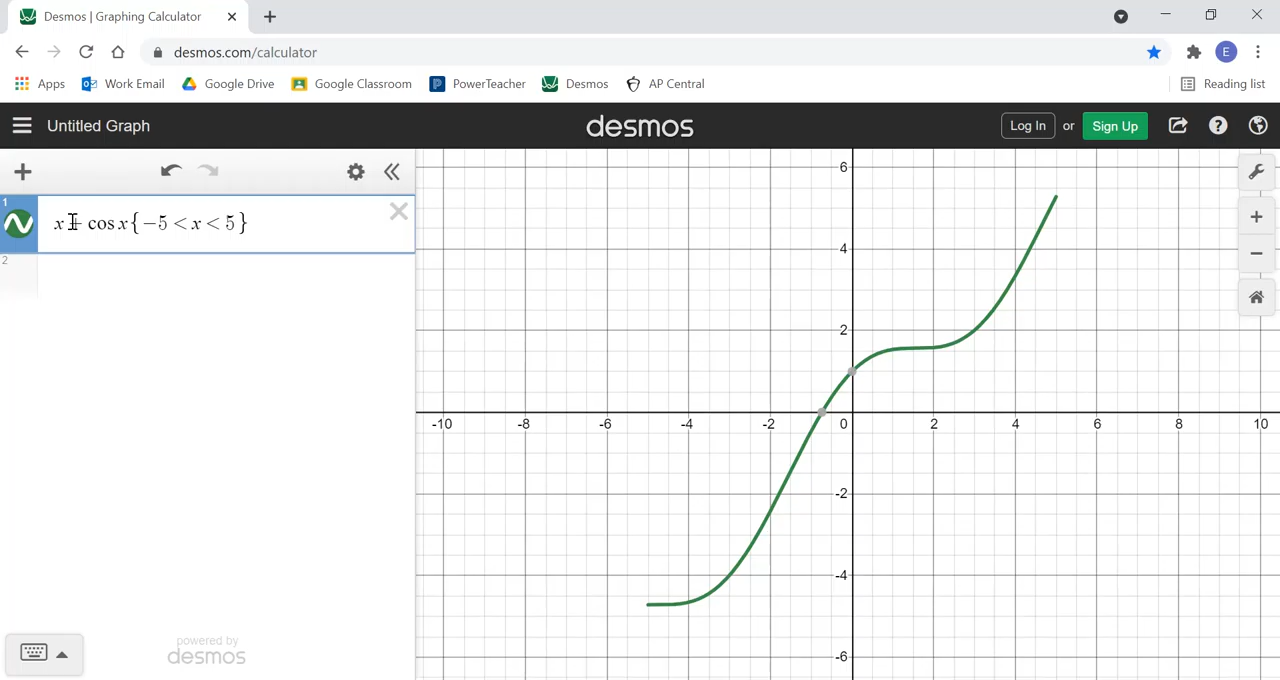 Desmos | Graphing Calculator
desmos.com/calculator
E
Apps
Work Email
Google Drive
Google Classroom
P
PowerTeacher
Desmos
AP Central
Reading list
Untitled Graph
desmos
Log In
or
Sign Up
1
x + cos x{−5 < x < 5}
2
6
4
2
-10 -8 -6 -4 -2 0 2 4 6 8 10
-2
-4
-6
powered by
desmos